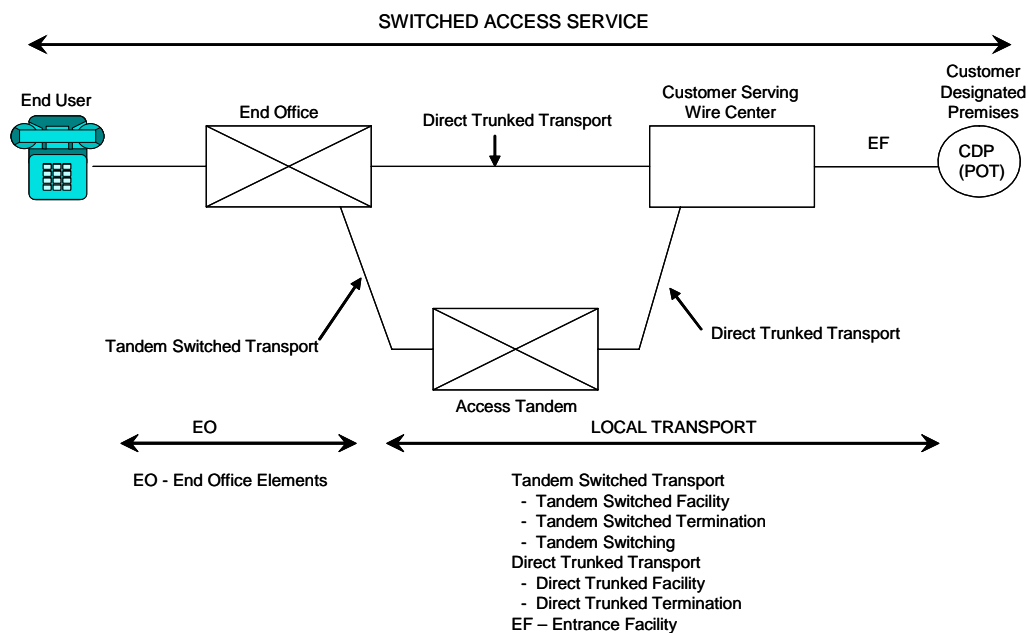 SWITCHED ACCESS SERVICE
End User
End Office
Direct Trunked Transport
Customer Serving
Wire Center
EF
Customer
Designated
Premises
CDP
(POT)
Tandem Switched Transport
Direct Trunked Transport
Access Tandem
EO
LOCAL TRANSPORT
EO - End Office Elements
Tandem Switched Transport
- Tandem Switched Facility
- Tandem Switched Termination
- Tandem Switching
Direct Trunked Transport
- Direct Trunked Facility
- Direct Trunked Termination
EF – Entrance Facility